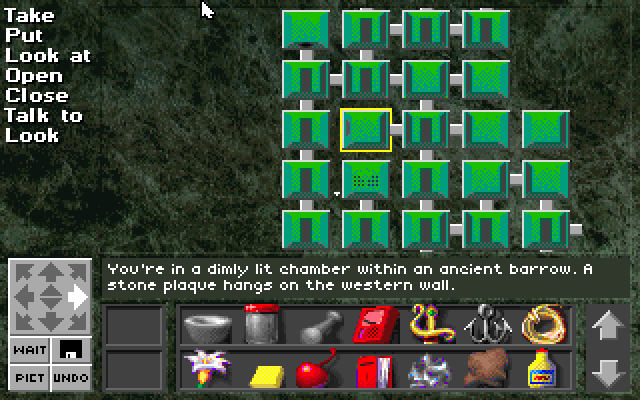 Take
Put
Look at
Open
Close
Talk to
Look
You're in a dimly lit chamber within an ancient barrow. A
stone plaque hangs on the western wall.
WAIT
PICT UNDO